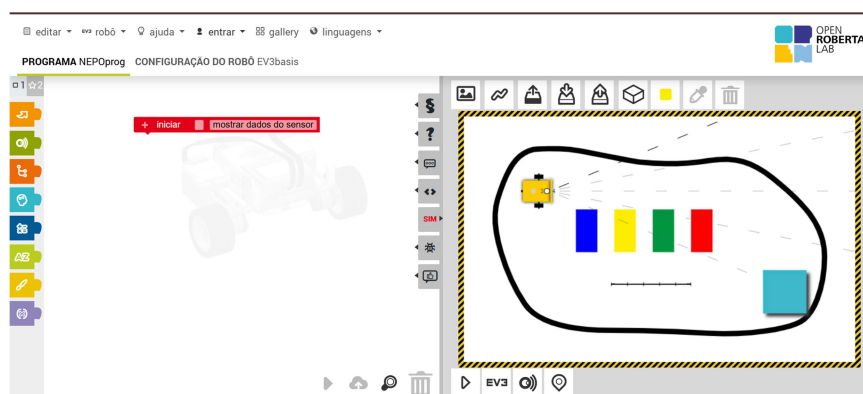 editar EV3 robô ajuda entrar gallery linguagens
OPEN
ROBERTA
LAB
PROGRAMA NEPOprog CONFIGURAÇÃO DO ROBÔ EV3basis
1 2
+ iniciar mostrar dados do sensor
§
?
SIM
EV3